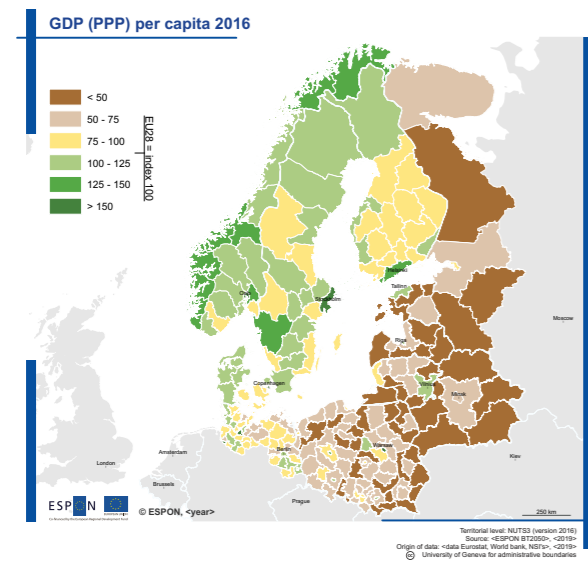 GDP (PPP) per capita 2016
< 50
50 - 75
75 - 100
100 - 125
125 - 150
> 150
EU28 = index 100
Helsinki
Tallinn
Oslo
Stockholm
Moscow
Riga
Copenhagen
Vilnius
Minsk
Berlin
Warsaw
Amsterdam
London
Kiev
Brussels
Prague
ESPON
© ESPON, <year>
250 km
Territorial level: NUTS3 (version 2016)
Source: <ESPON BT2050>, <2019>
Origin of data: <data Eurostat, World bank, NSI's>, <2019>
University of Geneva for administrative boundaries